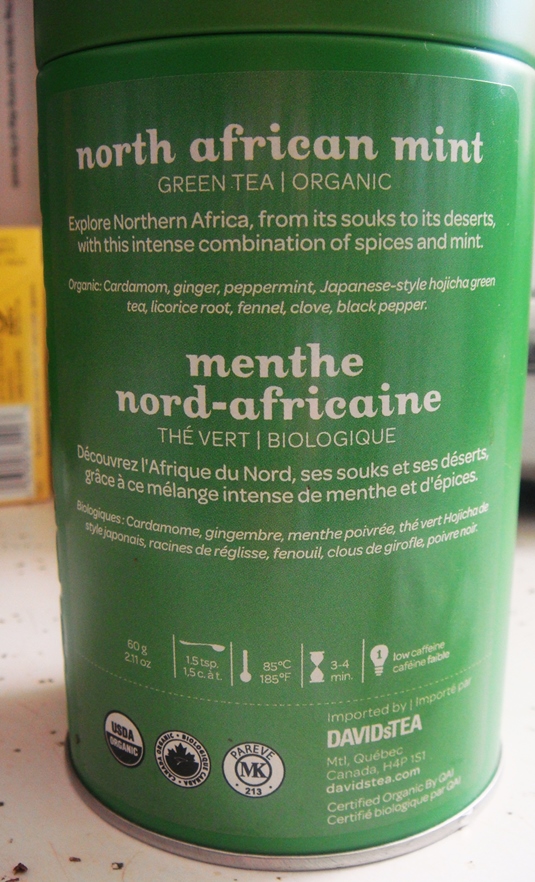 north african mint
GREEN TEA | ORGANIC
Explore Northern Africa, from its souks to its deserts,
with this intense combination of spices and mint.
Organic: Cardamom, ginger, peppermint, Japanese-style hojicha green
tea, licorice root, fennel, clove, black pepper.
menthe
nord-africaine
THÉ VERT | BIOLOGIQUE
Découvrez l'Afrique du Nord, ses souks et ses déserts,
grâce à ce mélange intense de menthe et d'épices.
Biologiques: Cardamome, gingembre, menthe poivrée, thé vert Hojicha de
style japonais, racines de réglisse, fenouil, clous de girofle, poivre noir.
60 g
2.11 oz
1.5 tsp.
1,5 c. à t.
85°C
185°F
3-4
min.
1
low caffeine
caféine faible
USDA
ORGANIC
CANADA ORGANIC • BIOLOGIQUE CANADA
PAREVE
MK
• 213 •
Imported by | Importé par
DAVIDsTEA
Mtl, Québec
Canada, H4P 1S1
davidstea.com
Certified Organic By QAI
Certifié biologique par QAI